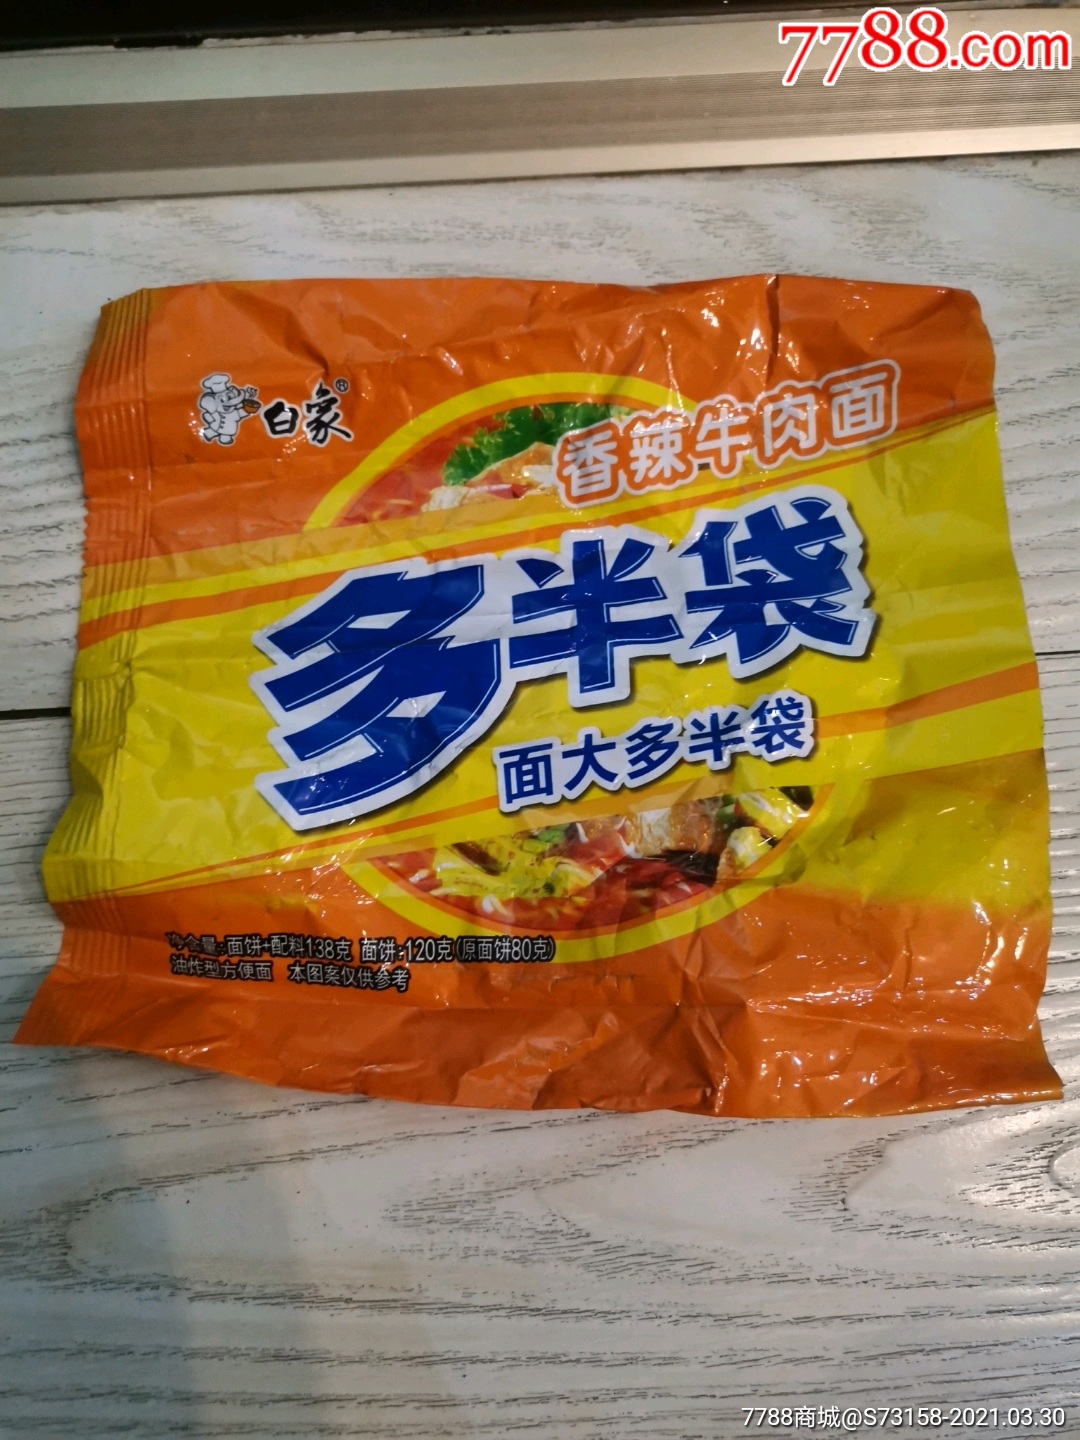 7788.com
白象®
香辣牛肉面
多半袋
面大多半袋
净含量:面饼+配料138克 面饼:120克(原面饼80克)
油炸型方便面 本图案仅供参考
7788商城@S73158-2021.03.30